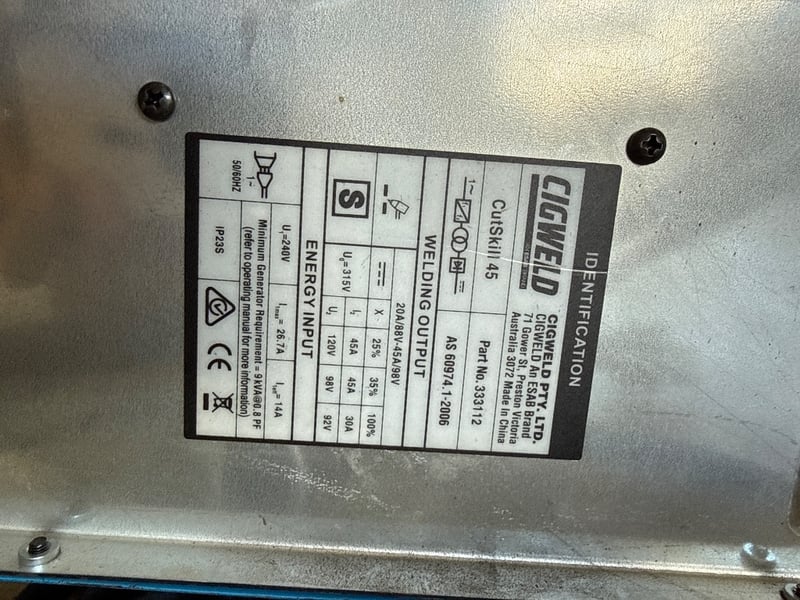 IDENTIFICATION
CIGWELD
CIGWELD PTY. LTD.
CIGWELD An ESAB Brand
71 Gower St, Preston Victoria
Australia 3072 Made In China
CutSkill 45
Part No. 333112
1~
AS 60974.1-2006
WELDING OUTPUT
20A/88V-45A/98V
S
X 25% 35% 100%
U₀=315V
I₂ 45A 45A 30A
U₂ 120V 98V 92V
ENERGY INPUT
1~
50/60HZ
U₁=240V I₁max= 26.7A I₁eff= 14A
Minimum Generator Requirement = 9kVA@0.8 PF
(refer to operating manual for more information)
IP23S
CE